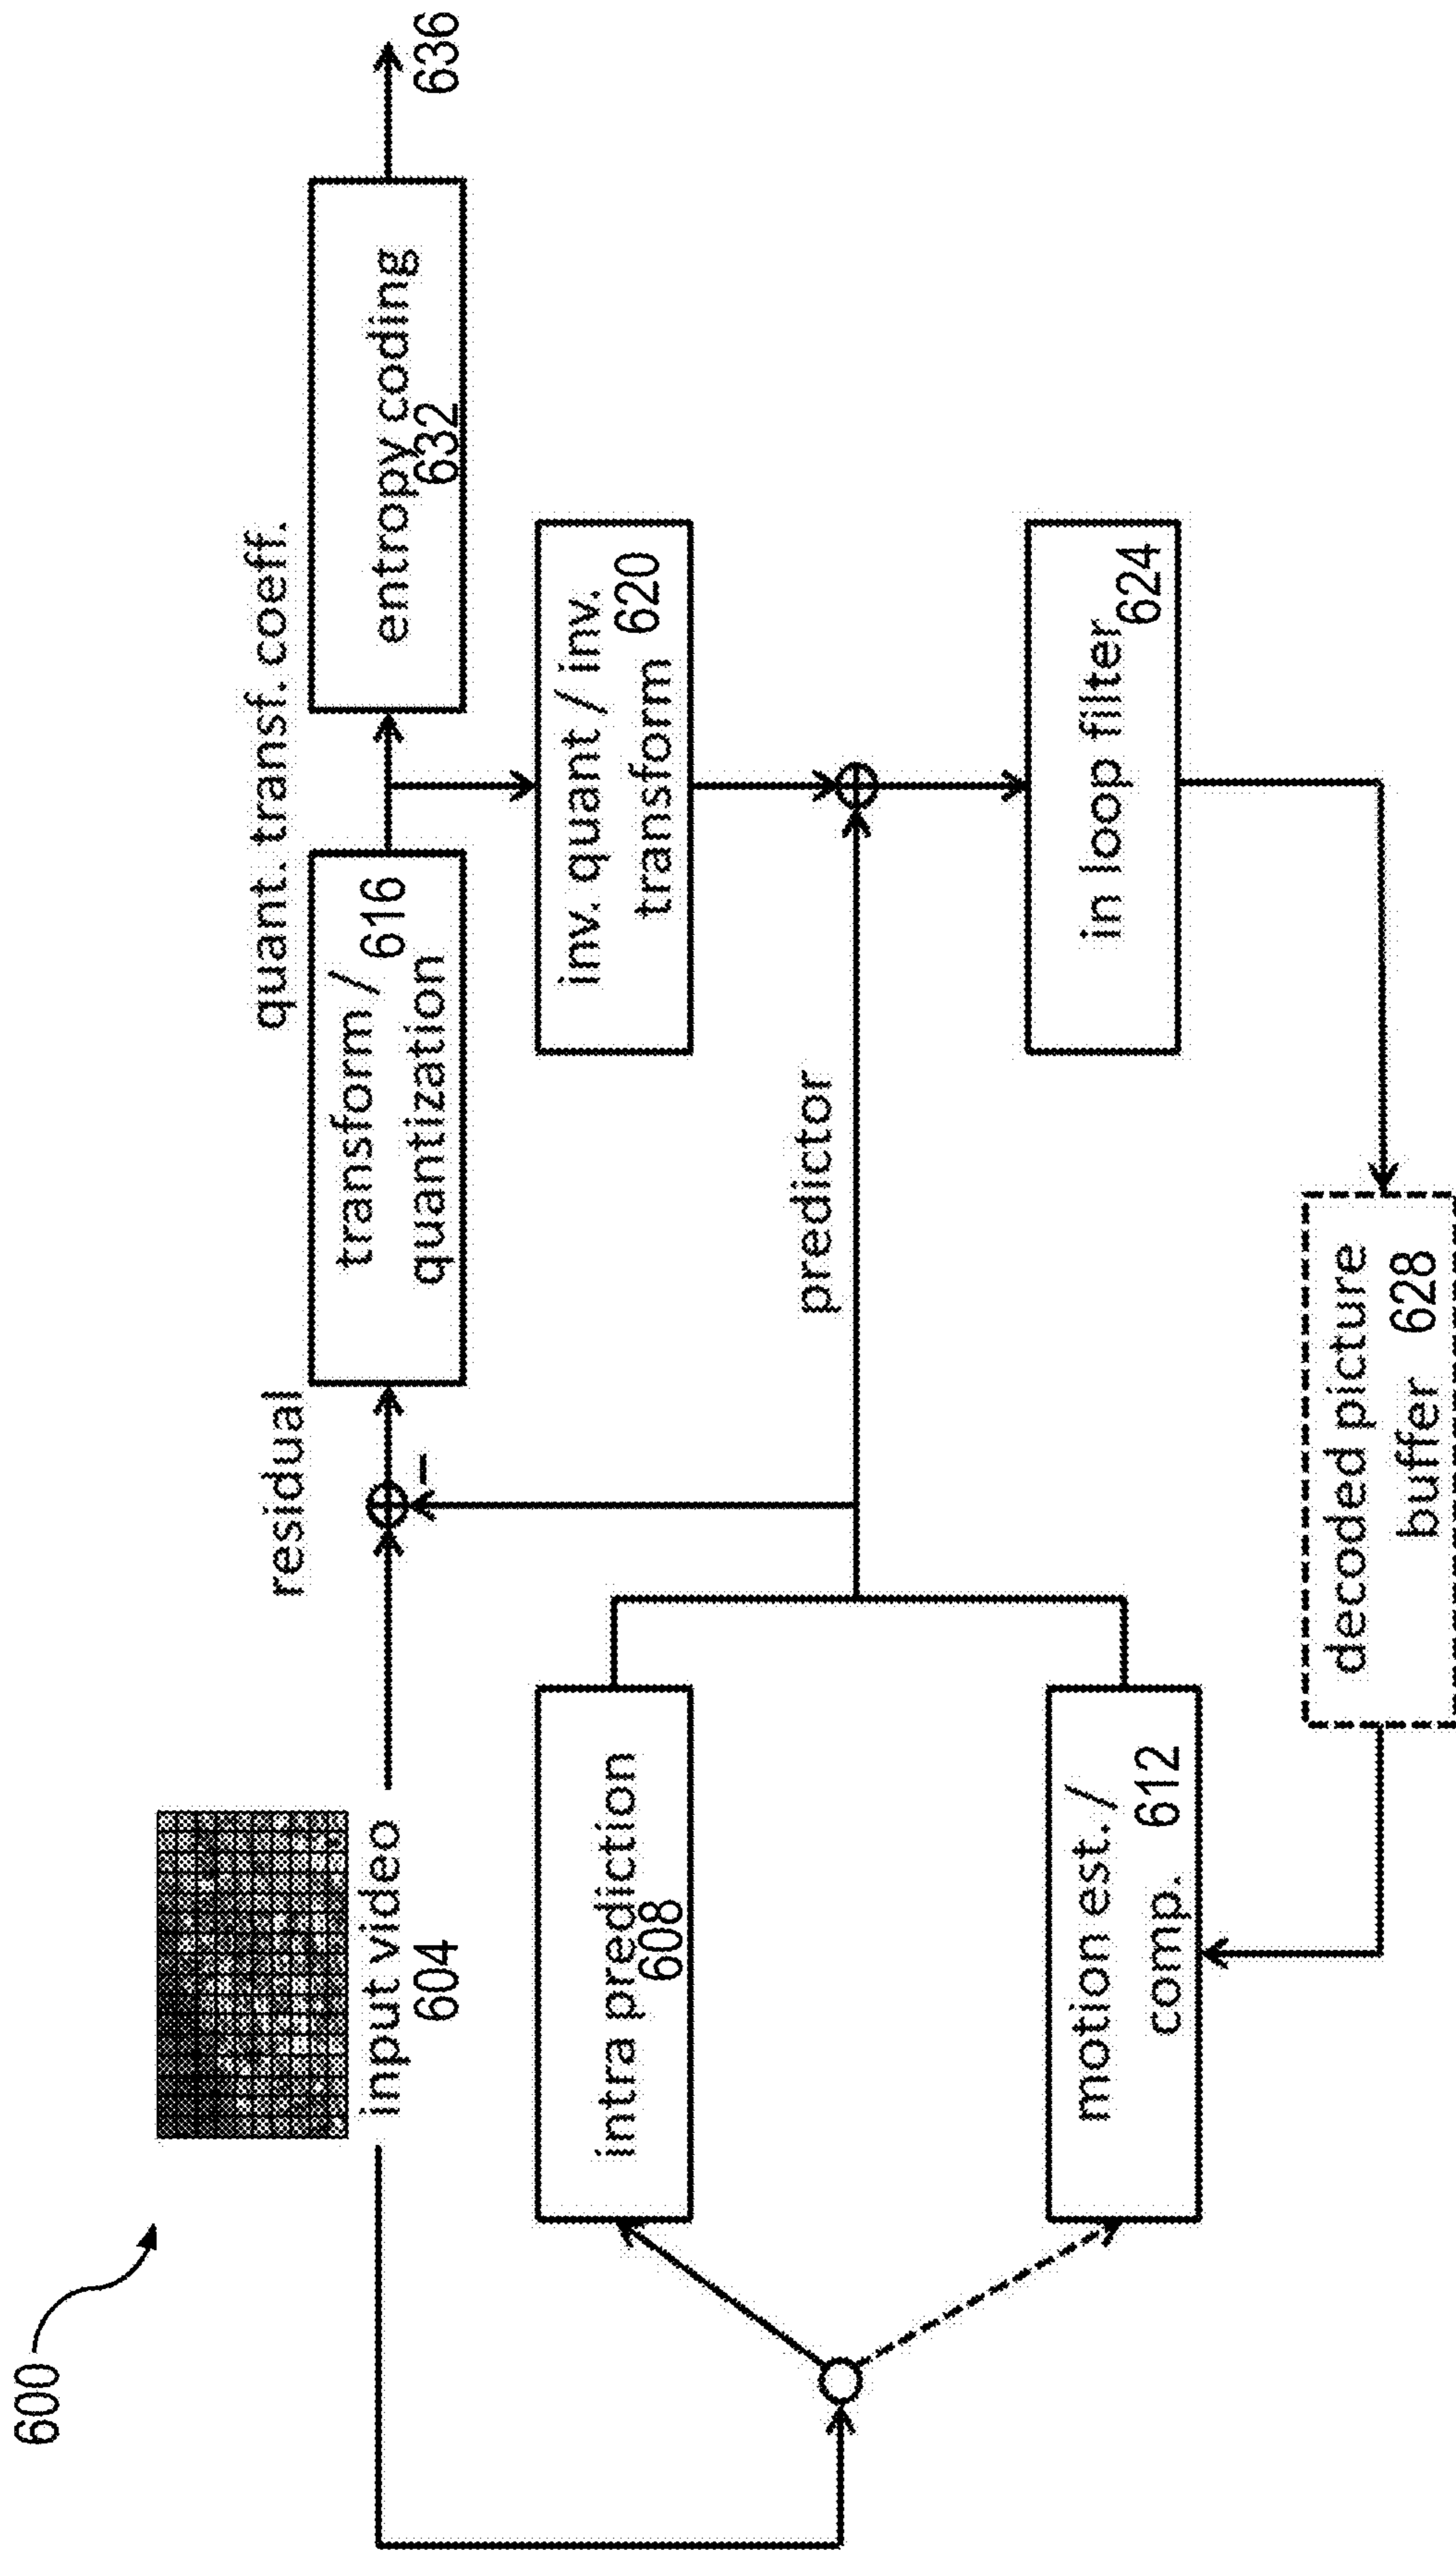 600
input video
604
residual
transform /
616
quantization
quant. transf. coeff.
entropy coding
632
636
intra prediction
608
inv. quant / inv.
transform 620
predictor
motion est. /
comp. 612
in loop filter
624
decoded picture
buffer 628
-